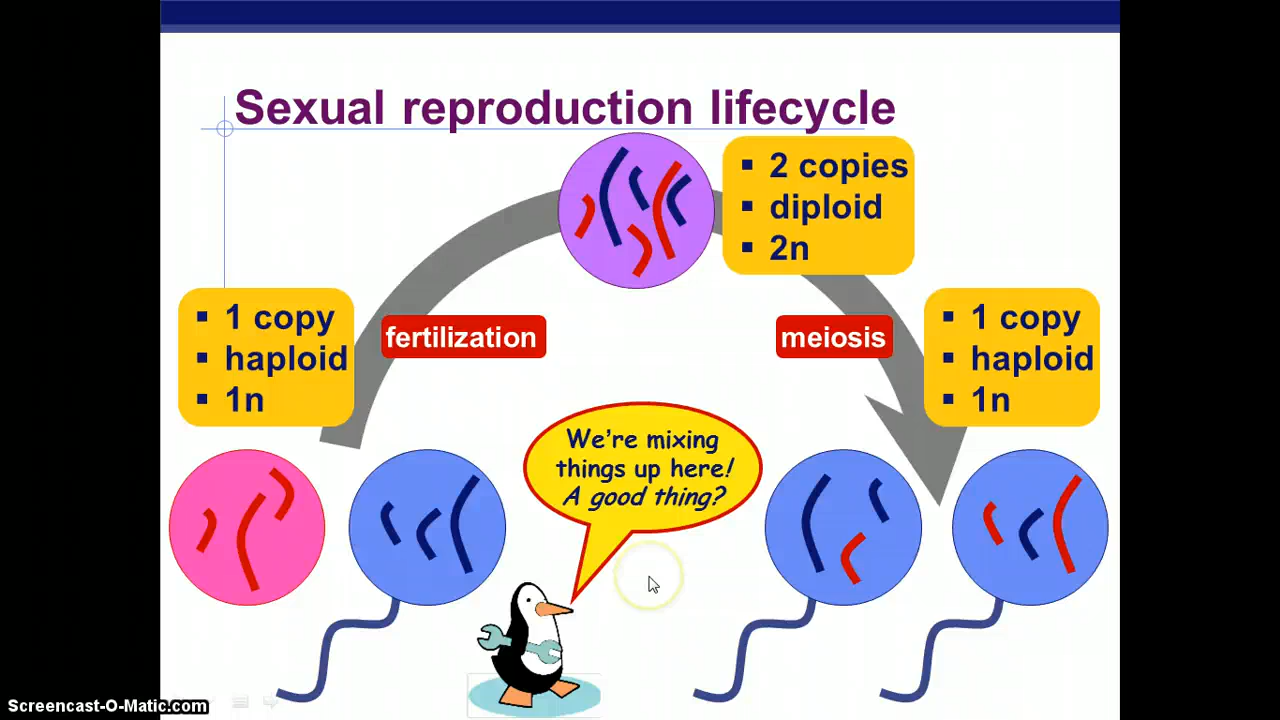 Sexual reproduction lifecycle
▪ 2 copies
▪ diploid
▪ 2n
▪ 1 copy
▪ haploid
▪ 1n
fertilization
meiosis
▪ 1 copy
▪ haploid
▪ 1n
We’re mixing
things up here!
A good thing?
Screencast-O-Matic.com